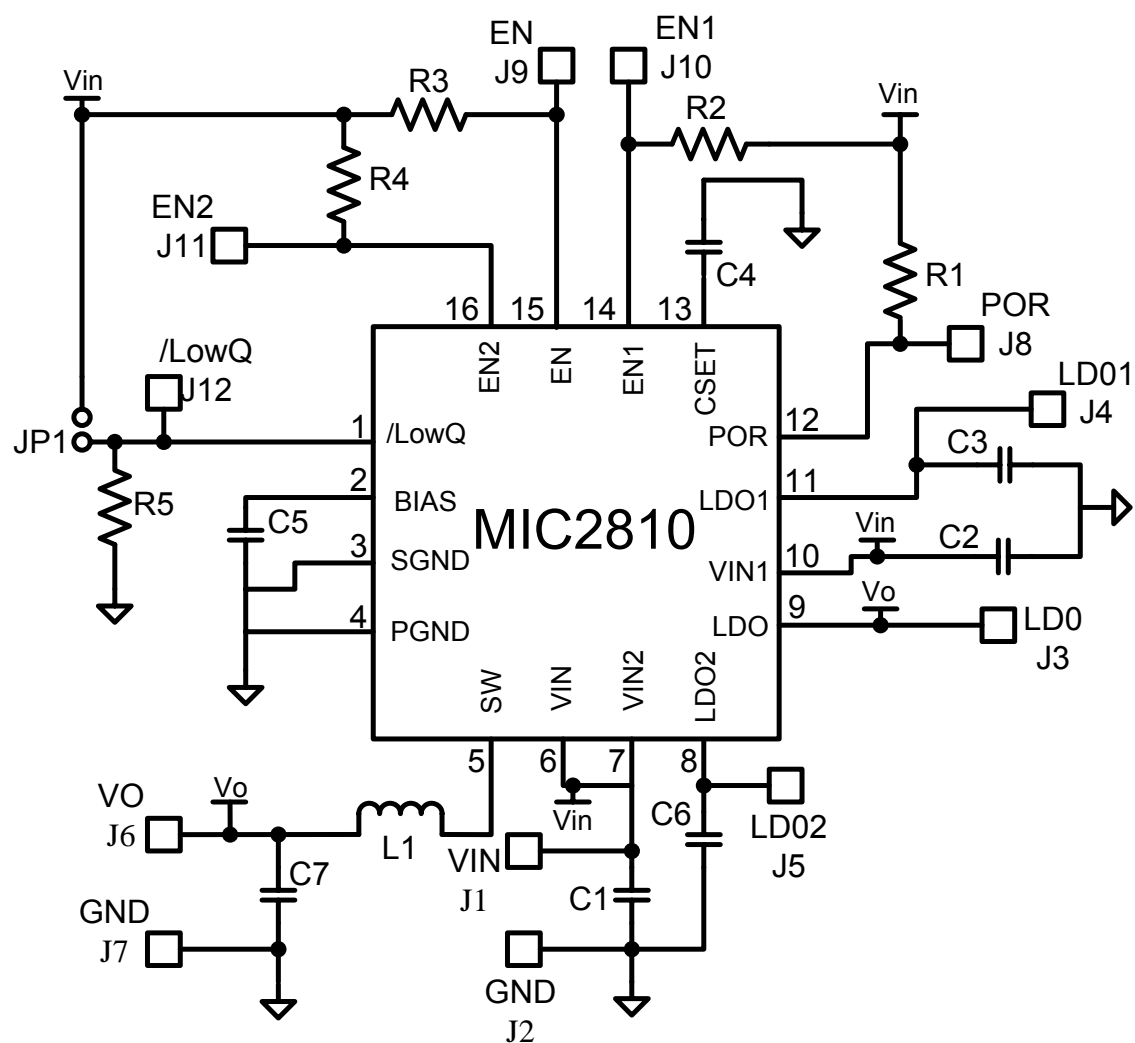 EN
J9
EN1
J10
Vin
R3
R2
Vin
R4
EN2
J11
C4
R1
POR
J8
16
15
14
13
EN2
EN
EN1
CSET
/LowQ
J12
LD01
J4
JP1
1
/LowQ
12
POR
C3
R5
2
BIAS
11
LDO1
C5
MIC2810
3
SGND
Vin
C2
10
VIN1
4
PGND
Vo
9
LDO
LD0
J3
SW
VIN
VIN2
LDO2
5
6
7
8
VO
J6
Vo
Vin
C6
LD02
J5
L1
VIN
J1
C7
C1
GND
J7
GND
J2